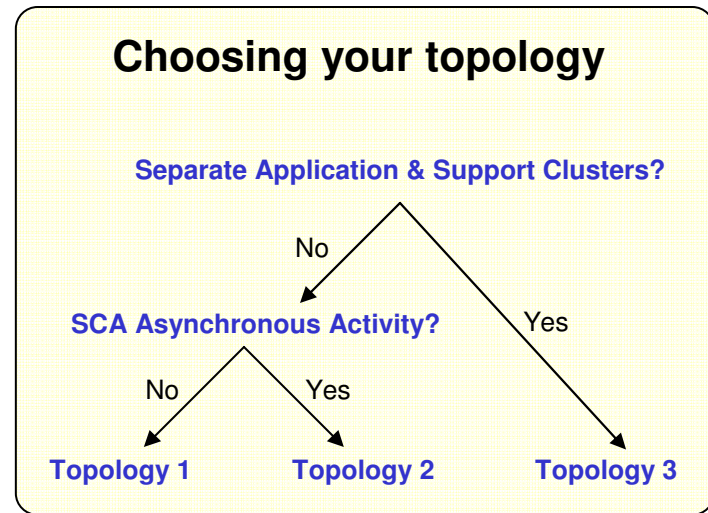 Choosing your topology
Separate Application & Support Clusters?
No
SCA Asynchronous Activity?
Yes
No
Yes
Topology 1
Topology 2
Topology 3